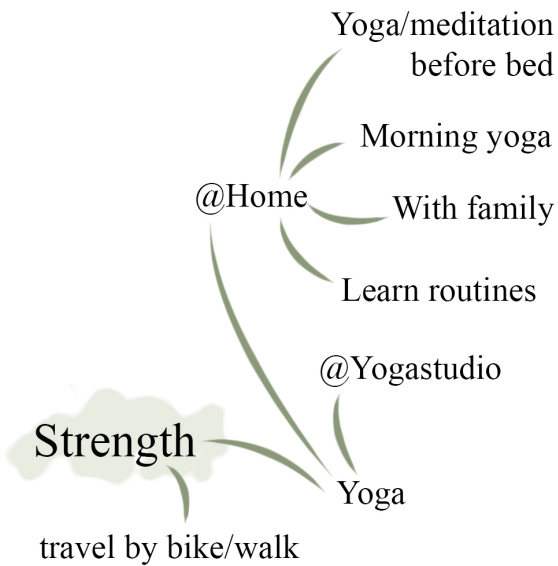 Yoga/meditation
before bed
Morning yoga
@Home
With family
Learn routines
@Yogastudio
Strength
Yoga
travel by bike/walk